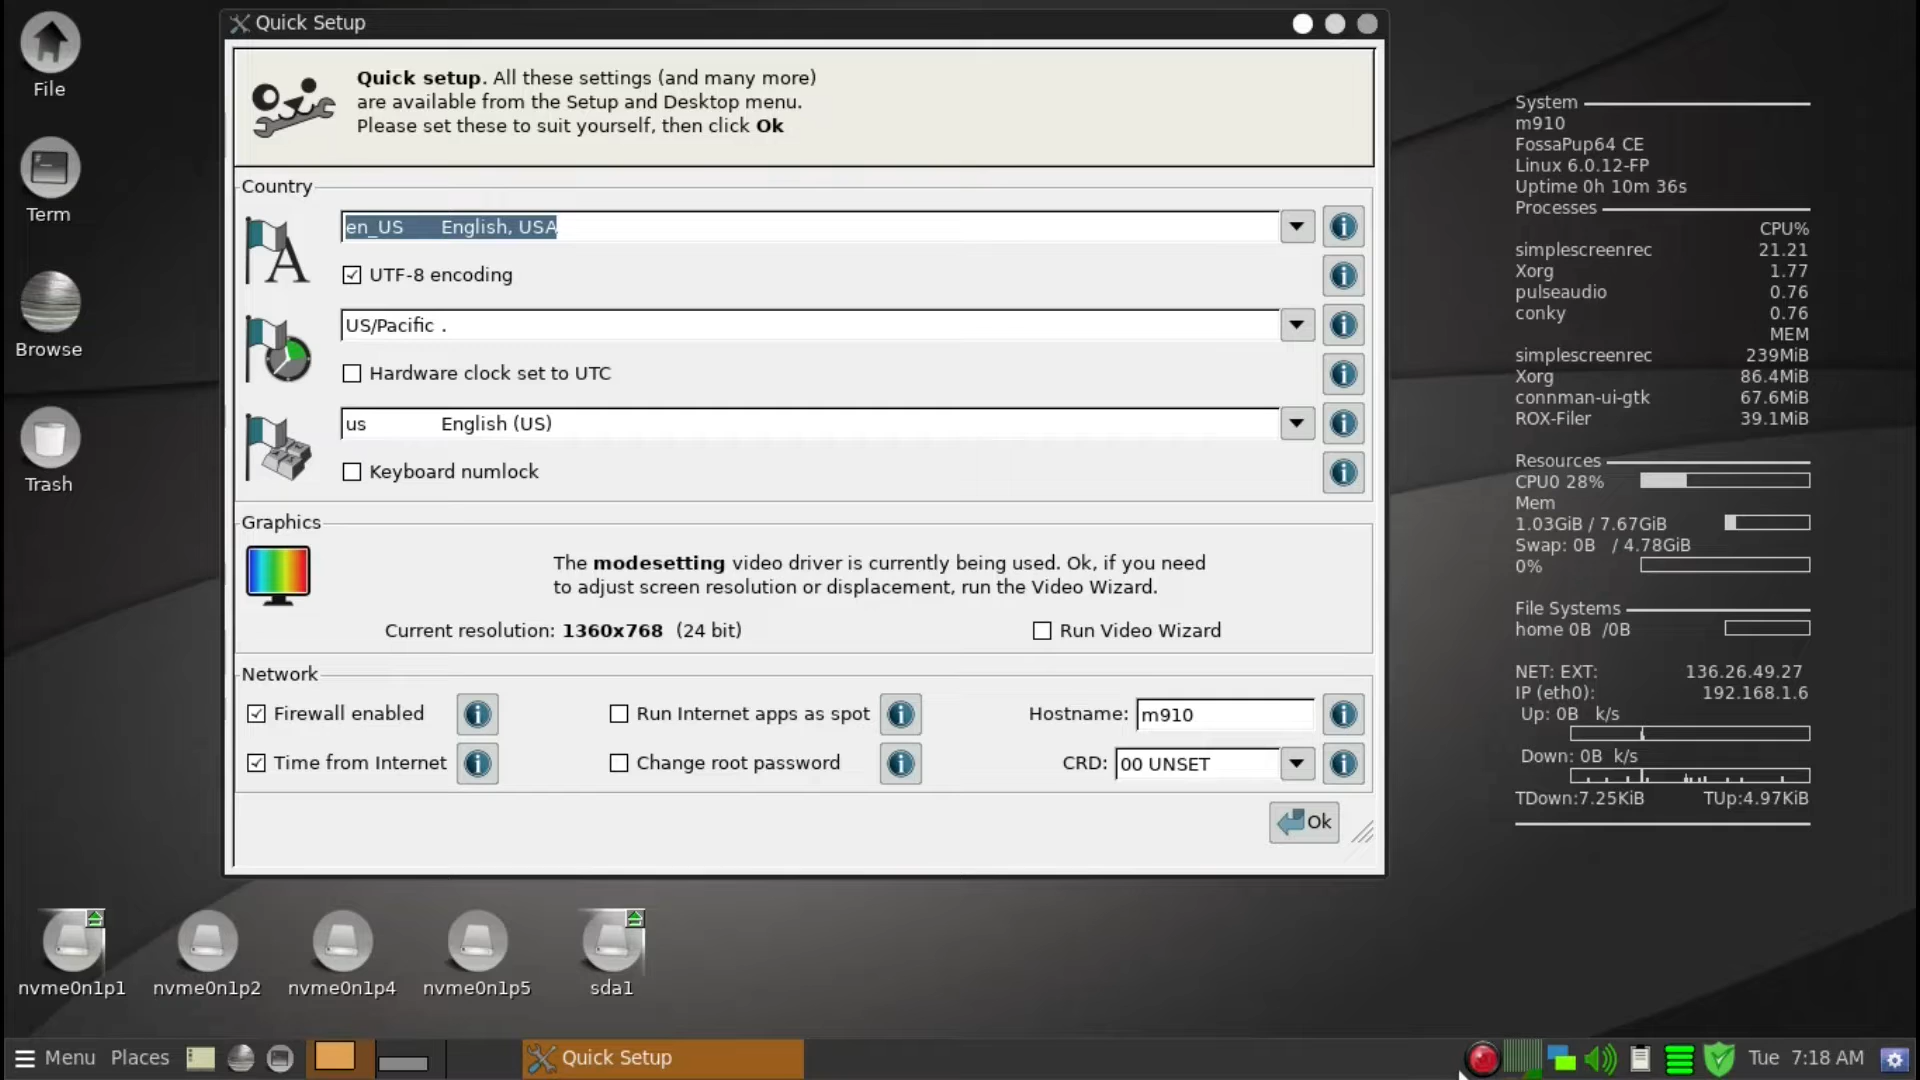 Quick Setup
File
Term
Browse
Trash
Quick setup. All these settings (and many more)
are available from the Setup and Desktop menu.
Please set these to suit yourself, then click Ok
Country
A
en_US English, USA
UTF-8 encoding
US/Pacific .
Hardware clock set to UTC
us English (US)
Keyboard numlock
Graphics
The modesetting video driver is currently being used. Ok, if you need
to adjust screen resolution or displacement, run the Video Wizard.
Current resolution: 1360x768 (24 bit)
Run Video Wizard
Network
Firewall enabled
Run Internet apps as spot
Hostname: m910
Time from Internet
Change root password
CRD: 00 UNSET
Ok
System
m910
FossaPup64 CE
Linux 6.0.12-FP
Uptime 0h 10m 36s
Processes
CPU%
simplescreenrec 21.21
Xorg 1.77
pulseaudio 0.76
conky 0.76
MEM
simplescreenrec 239MiB
Xorg 86.4MiB
connman-ui-gtk 67.6MiB
ROX-Filer 39.1MiB
Resources
CPU0 28%
Mem
1.03GiB / 7.67GiB
Swap: 0B / 4.78GiB
0%
File Systems
home 0B /0B
NET: EXT: 136.26.49.27
IP (eth0): 192.168.1.6
Up: 0B k/s
Down: 0B k/s
TDown:7.25KiB TUp:4.97KiB
nvme0n1p1
nvme0n1p2
nvme0n1p4
nvme0n1p5
sda1
Menu Places
Quick Setup
Tue 7:18 AM